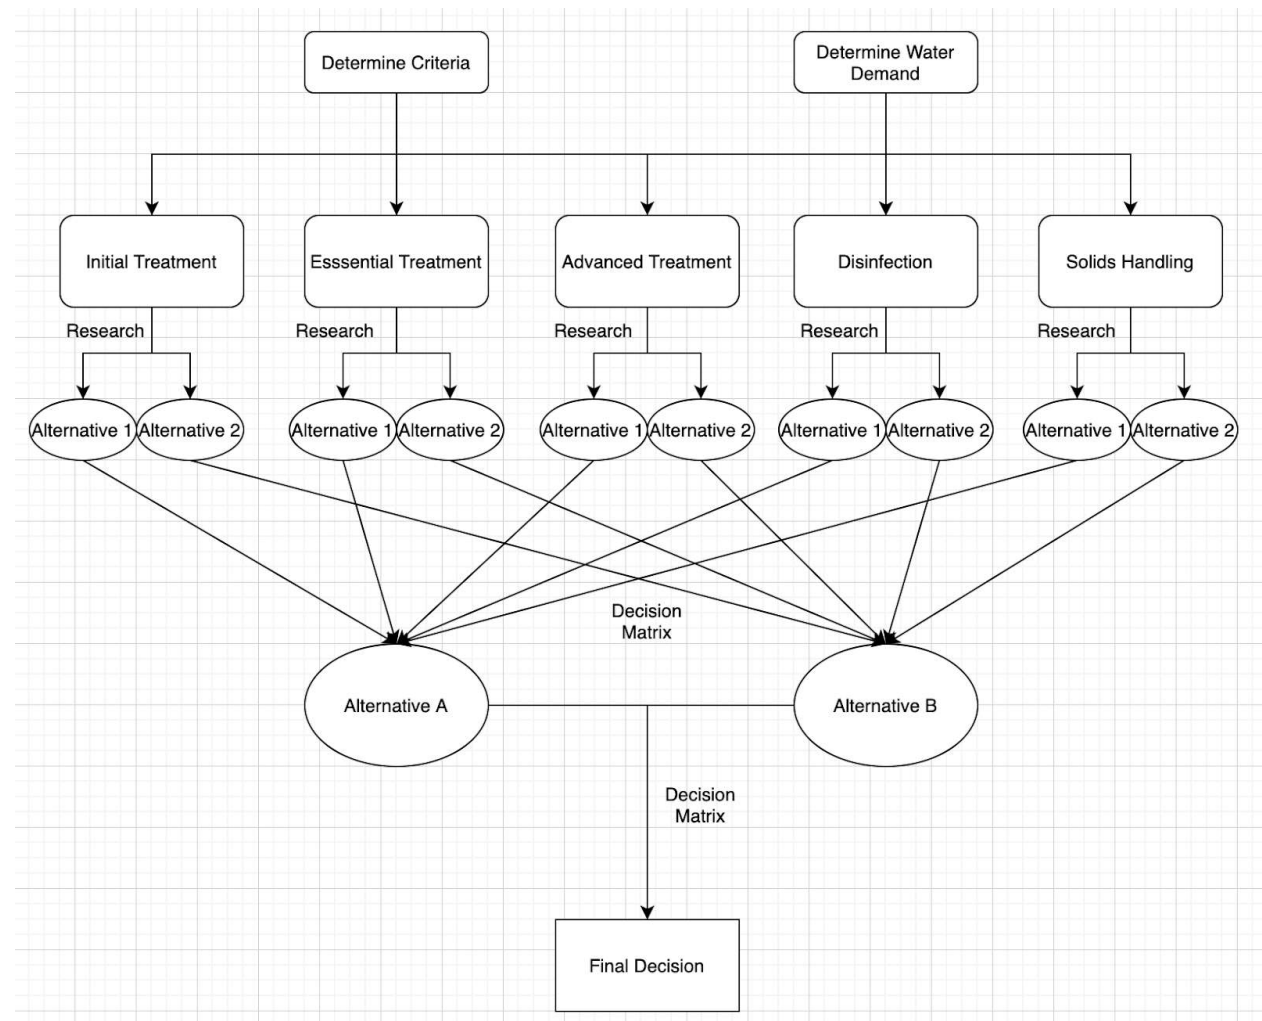 Determine Criteria
Determine Water
Demand
Initial Treatment
Esssential Treatment
Advanced Treatment
Disinfection
Solids Handling
Research
Research
Research
Research
Research
Alternative 1
Alternative 2
Alternative 1
Alternative 2
Alternative 1
Alternative 2
Alternative 1
Alternative 2
Alternative 1
Alternative 2
Decision
Matrix
Alternative A
Alternative B
Decision
Matrix
Final Decision